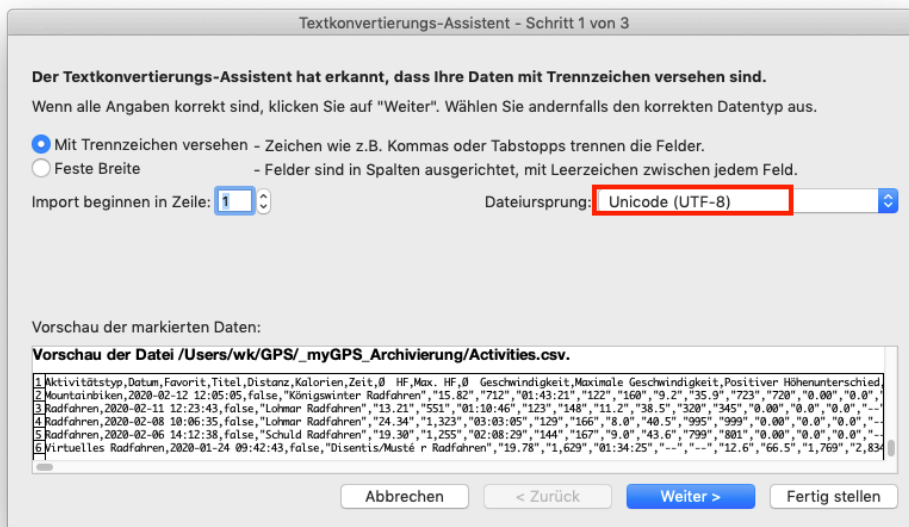 Textkonvertierungs-Assistent - Schritt 1 von 3
Der Textkonvertierungs-Assistent hat erkannt, dass Ihre Daten mit Trennzeichen versehen sind.
Wenn alle Angaben korrekt sind, klicken Sie auf "Weiter". Wählen Sie andernfalls den korrekten Datentyp aus.
Mit Trennzeichen versehen - Zeichen wie z.B. Kommas oder Tabstopps trennen die Felder.
Feste Breite - Felder sind in Spalten ausgerichtet, mit Leerzeichen zwischen jedem Feld.
Import beginnen in Zeile: 1 Dateiursprung: Unicode (UTF-8)
Vorschau der markierten Daten:
Vorschau der Datei /Users/wk/GPS/_myGPS_Archivierung/Activities.csv.
1 Aktivitätstyp,Datum,Favorit,Titel,Distanz,Kalorien,Zeit,Ø HF,Max. HF,Ø Geschwindigkeit,Maximale Geschwindigkeit,Positiver Höhenunterschied,
2 Mountainbiken,2020-02-12 12:05:05,false,"Königswinter Radfahren","15.82","712","01:43:21","122","160","9.2","35.9","723","720","0.00","0.0",
3 Radfahren,2020-02-11 12:23:43,false,"Lohmar Radfahren","13.21","551","01:10:46","123","148","11.2","38.5","320","345","0.00","0.0","0.0","--"
4 Radfahren,2020-02-08 10:06:35,false,"Lohmar Radfahren","24.34","1,323","03:03:05","129","166","8.0","40.5","995","999","0.00","0.0","0.0","--
5 Radfahren,2020-02-06 14:12:38,false,"Schuld Radfahren","19.30","1,255","02:08:29","144","167","9.0","43.6","799","801","0.00","0.0","0.0","--
6 Virtuelles Radfahren,2020-01-24 09:42:43,false,"Disentis/Musté r Radfahren","19.78","1,629","01:34:25","--","--","12.6","66.5","1,769","2,834
Abbrechen < Zurück Weiter > Fertig stellen